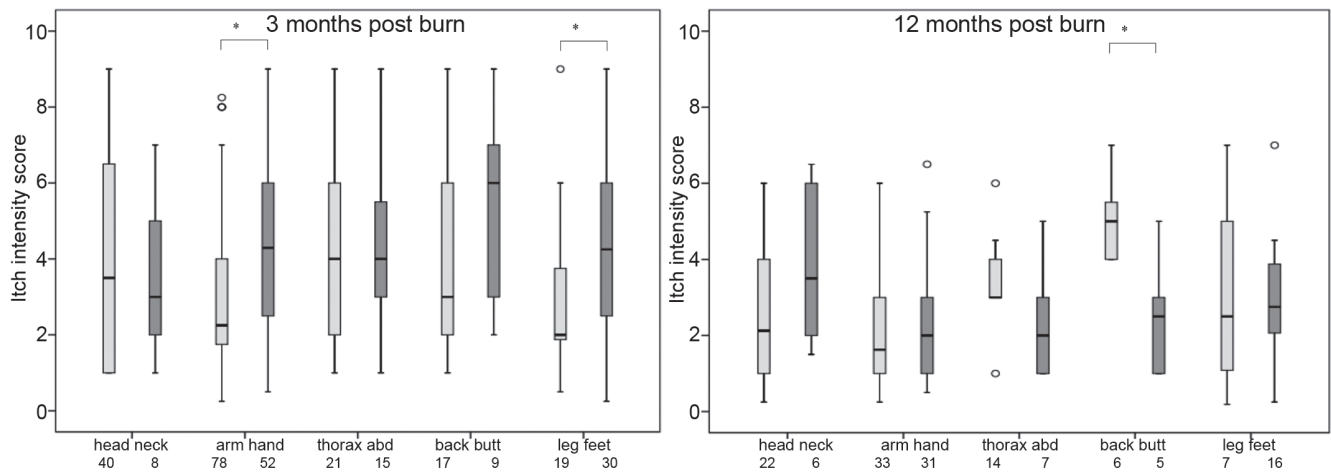 3 months post burn
*
*
Itch intensity score
10
8
6
4
2
0
head neck arm hand thorax abd back butt leg feet
40 8 78 52 21 15 17 9 19 30
12 months post burn
*
Itch intensity score
10
8
6
4
2
0
head neck arm hand thorax abd back butt leg feet
22 6 33 31 14 7 6 5 7 16